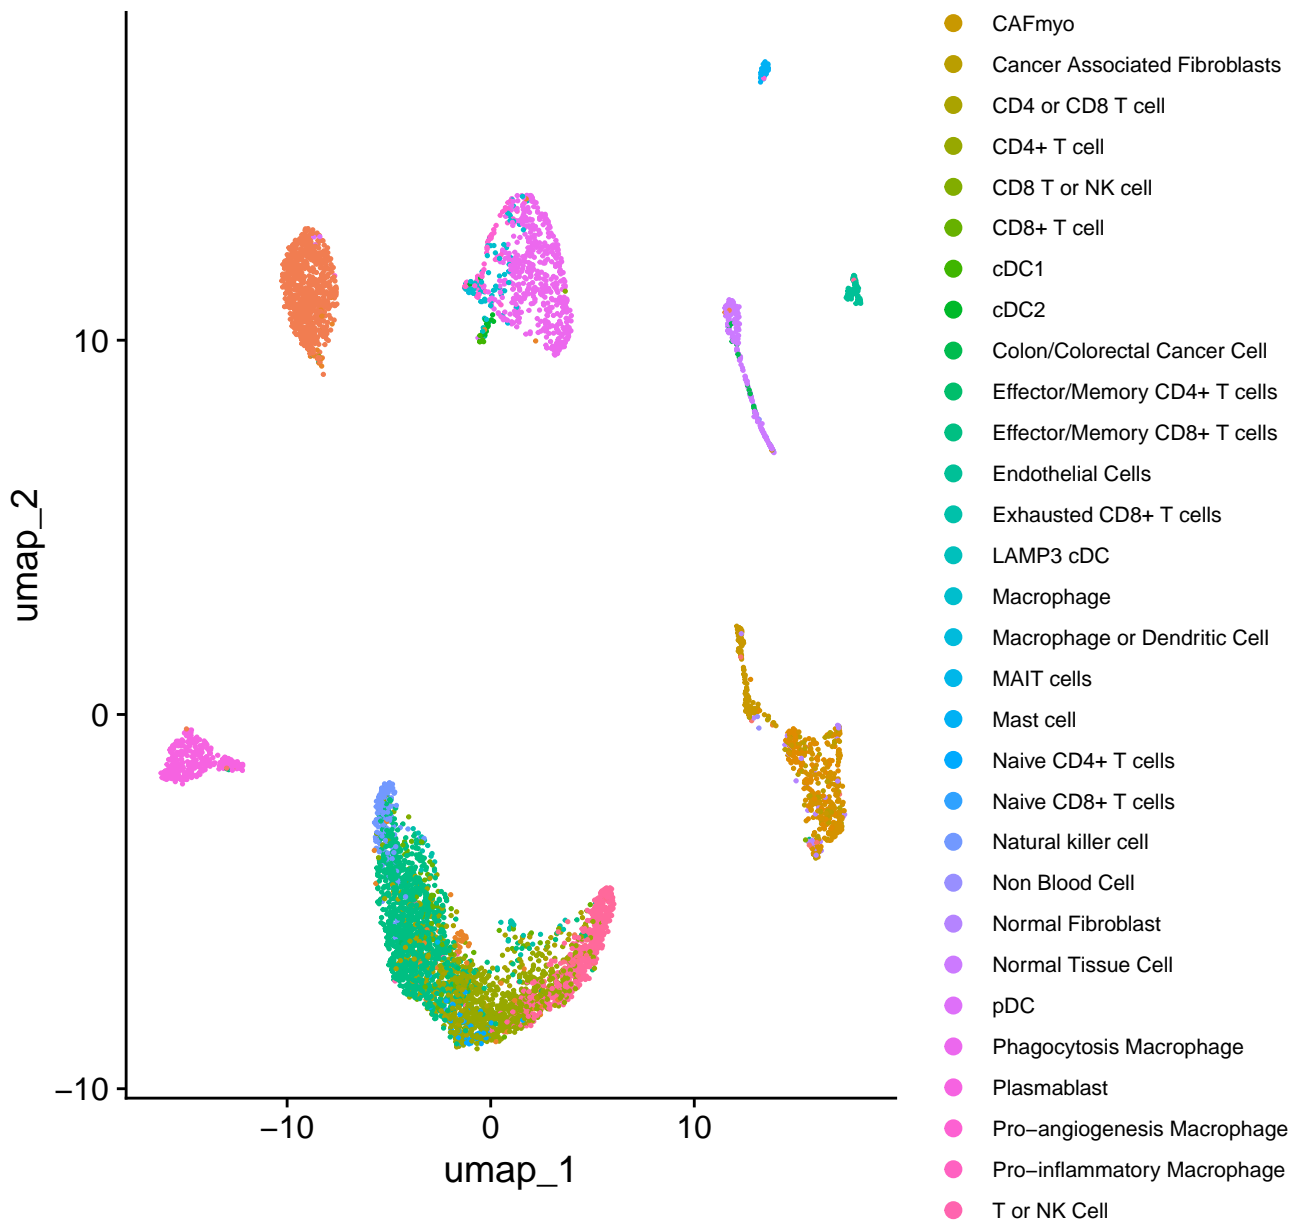 umap_2
10
0
−10
−10
0
10
umap_1
CAFmyo
Cancer Associated Fibroblasts
CD4 or CD8 T cell
CD4+ T cell
CD8 T or NK cell
CD8+ T cell
cDC1
cDC2
Colon/Colorectal Cancer Cell
Effector/Memory CD4+ T cells
Effector/Memory CD8+ T cells
Endothelial Cells
Exhausted CD8+ T cells
LAMP3 cDC
Macrophage
Macrophage or Dendritic Cell
MAIT cells
Mast cell
Naive CD4+ T cells
Naive CD8+ T cells
Natural killer cell
Non Blood Cell
Normal Fibroblast
Normal Tissue Cell
pDC
Phagocytosis Macrophage
Plasmablast
Pro−angiogenesis Macrophage
Pro−inflammatory Macrophage
T or NK Cell